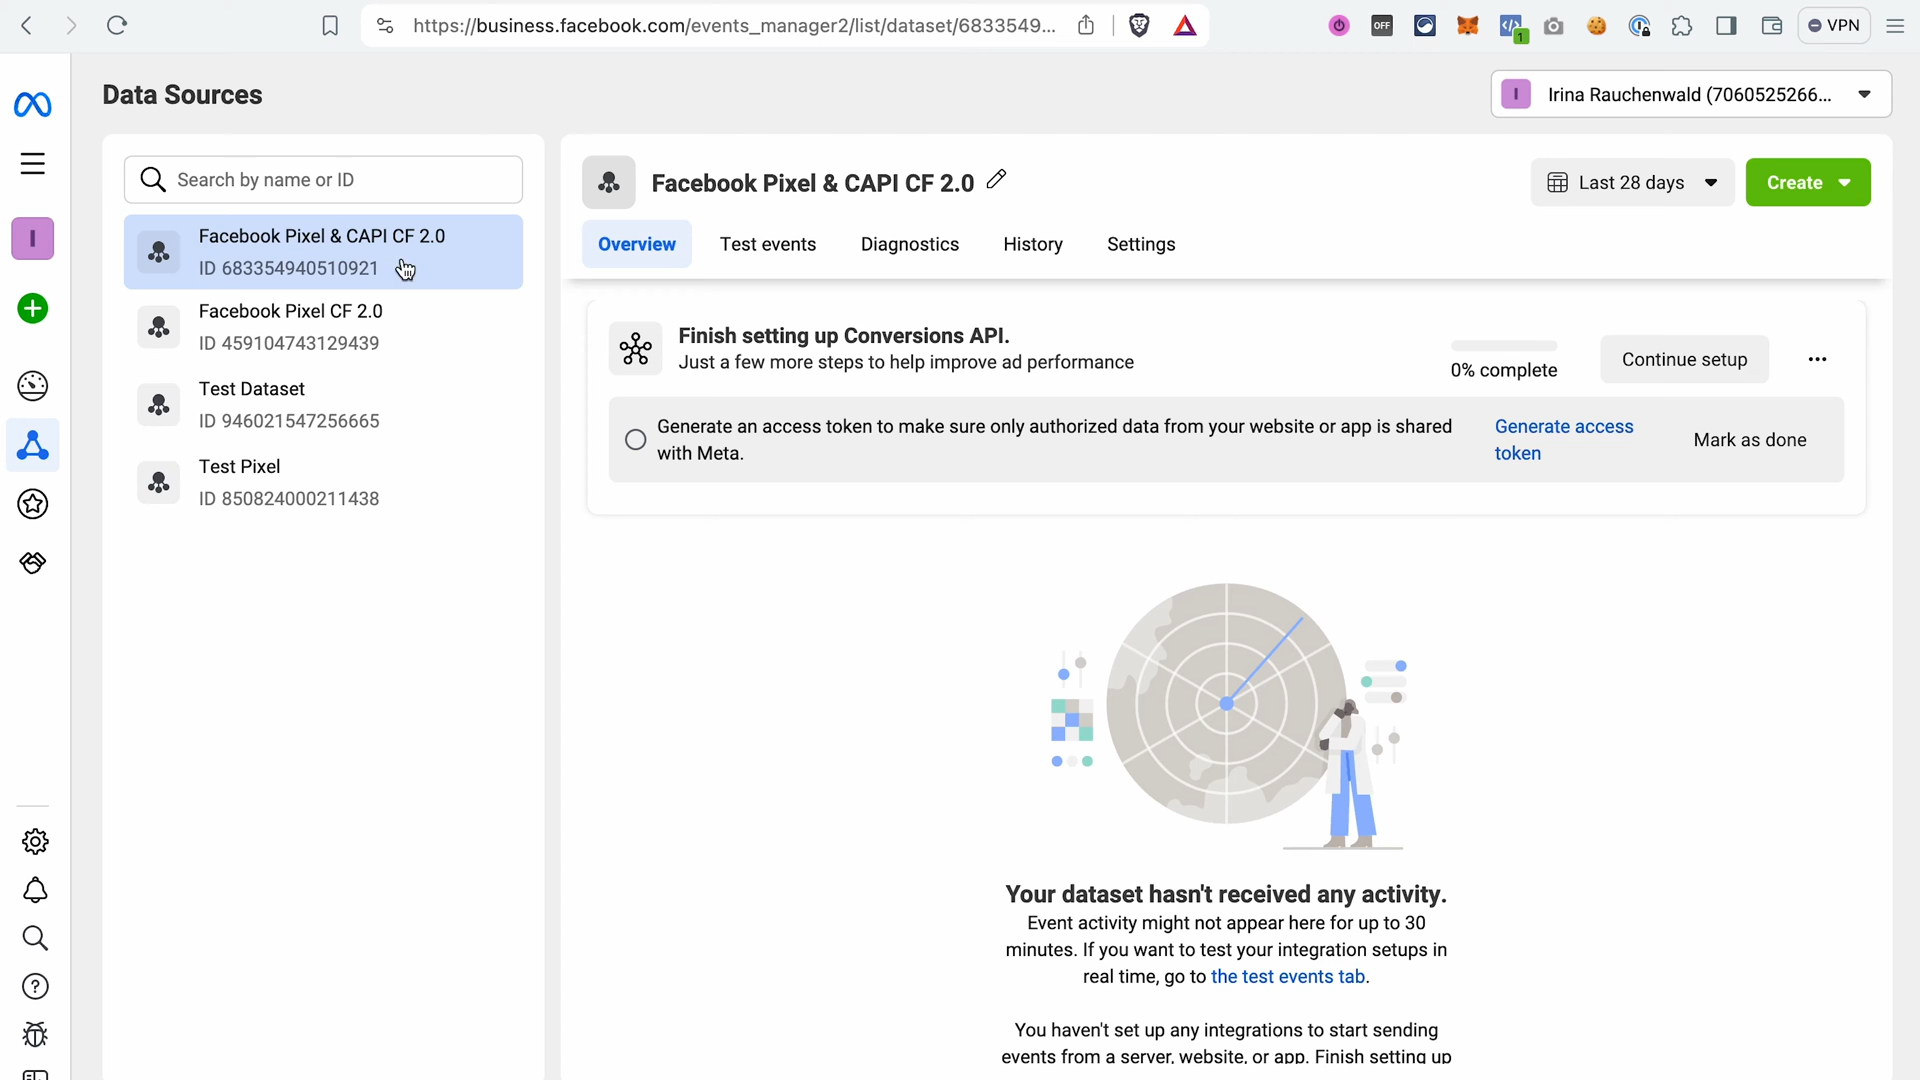 https://business.facebook.com/events_manager2/list/dataset/6833549...
OFF
1
VPN
Data Sources
I
Irina Rauchenwald (7060525266...
Search by name or ID
Facebook Pixel & CAPI CF 2.0
ID 683354940510921
Facebook Pixel CF 2.0
ID 459104743129439
Test Dataset
ID 946021547256665
Test Pixel
ID 850824000211438
I
Facebook Pixel & CAPI CF 2.0
Last 28 days
Create
Overview
Test events
Diagnostics
History
Settings
Finish setting up Conversions API.
Just a few more steps to help improve ad performance
0% complete
Continue setup
Generate an access token to make sure only authorized data from your website or app is shared
with Meta.
Generate access
token
Mark as done
Your dataset hasn't received any activity.
Event activity might not appear here for up to 30
minutes. If you want to test your integration setups in
real time, go to the test events tab.
You haven't set up any integrations to start sending
events from a server, website, or app. Finish setting up